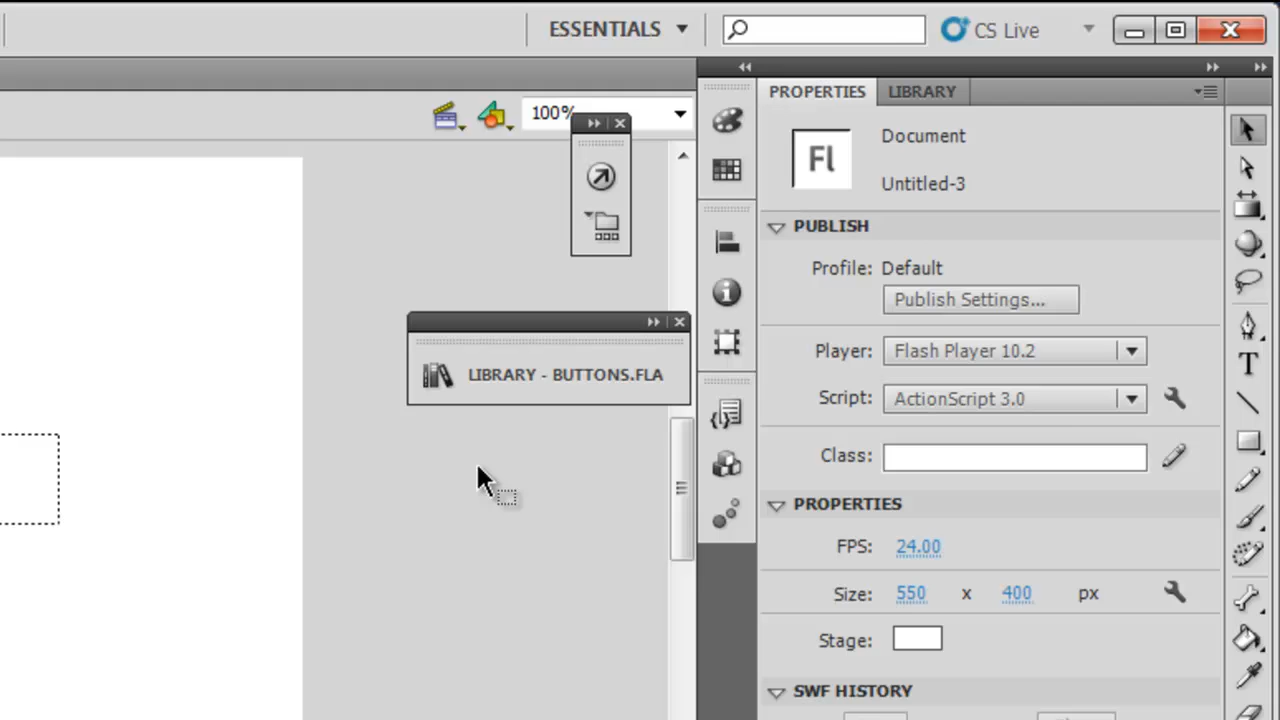 ESSENTIALS
CS Live
100%
PROPERTIES
LIBRARY
Fl
Document
Untitled-3
PUBLISH
Profile: Default
Publish Settings...
Player: Flash Player 10.2
Script: ActionScript 3.0
Class:
LIBRARY - BUTTONS.FLA
PROPERTIES
FPS: 24.00
Size: 550 x 400 px
Stage:
SWF HISTORY
T